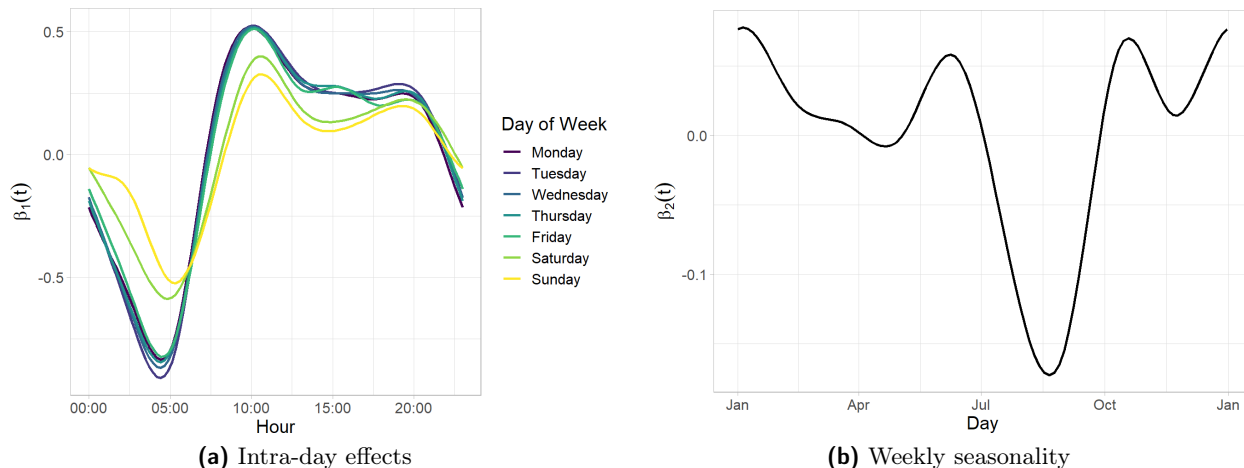 0.5
0.0
-0.5
β₁(t)
00:00 05:00 10:00 15:00 20:00
Hour
Day of Week
Monday
Tuesday
Wednesday
Thursday
Friday
Saturday
Sunday
(a) Intra-day effects
0.0
-0.1
β₂(t)
Jan Apr Jul Oct Jan
Day
(b) Weekly seasonality